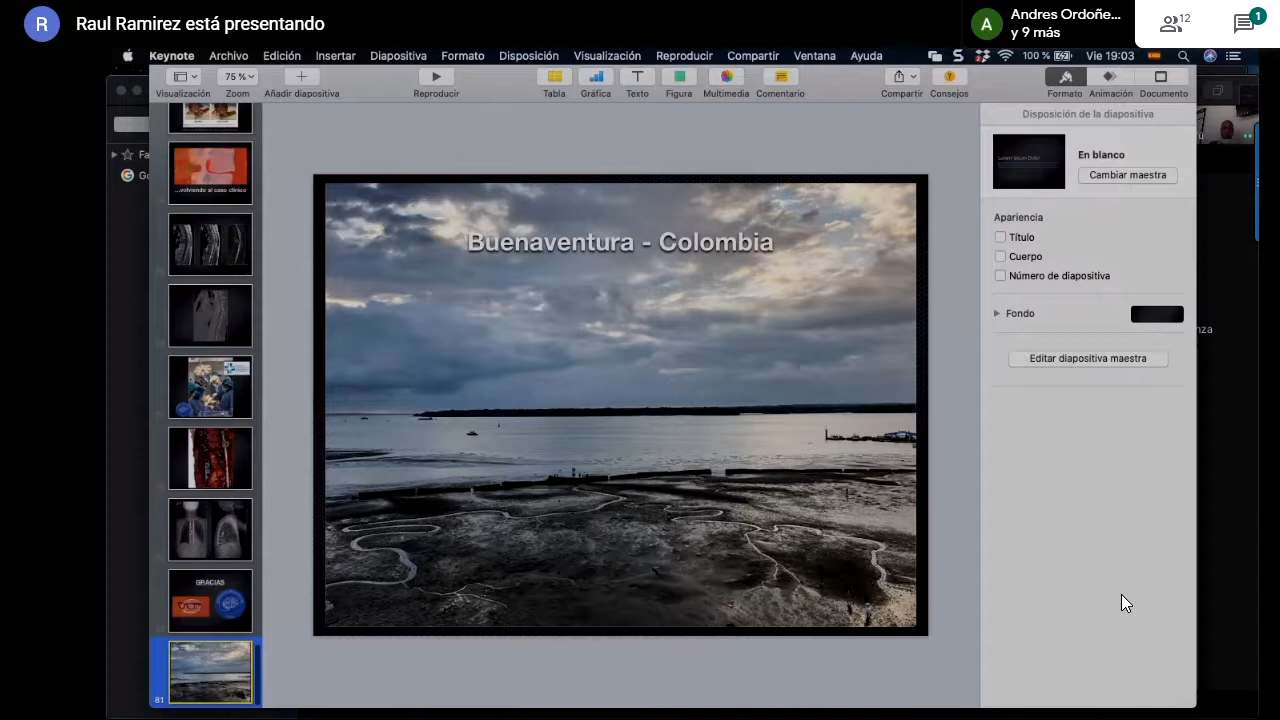 R Raul Ramirez está presentando
A Andres Ordoñe...
y 9 más
12
1
Keynote Archivo Edición Insertar Diapositiva Formato Disposición Visualización Reproducir Compartir Ventana Ayuda
100 % Vie 19:03
75 %
Visualización Zoom Añadir diapositiva Reproducir Tabla Gráfica Texto Figura Multimedia Comentario Compartir Consejos Formato Animación Documento
Fa
Go
...volviendo al caso clínico
GRACIAS
81
Buenaventura - Colombia
Disposición de la diapositiva
En blanco
Cambiar maestra
Apariencia
Título
Cuerpo
Número de diapositiva
Fondo
Editar diapositiva maestra
nza